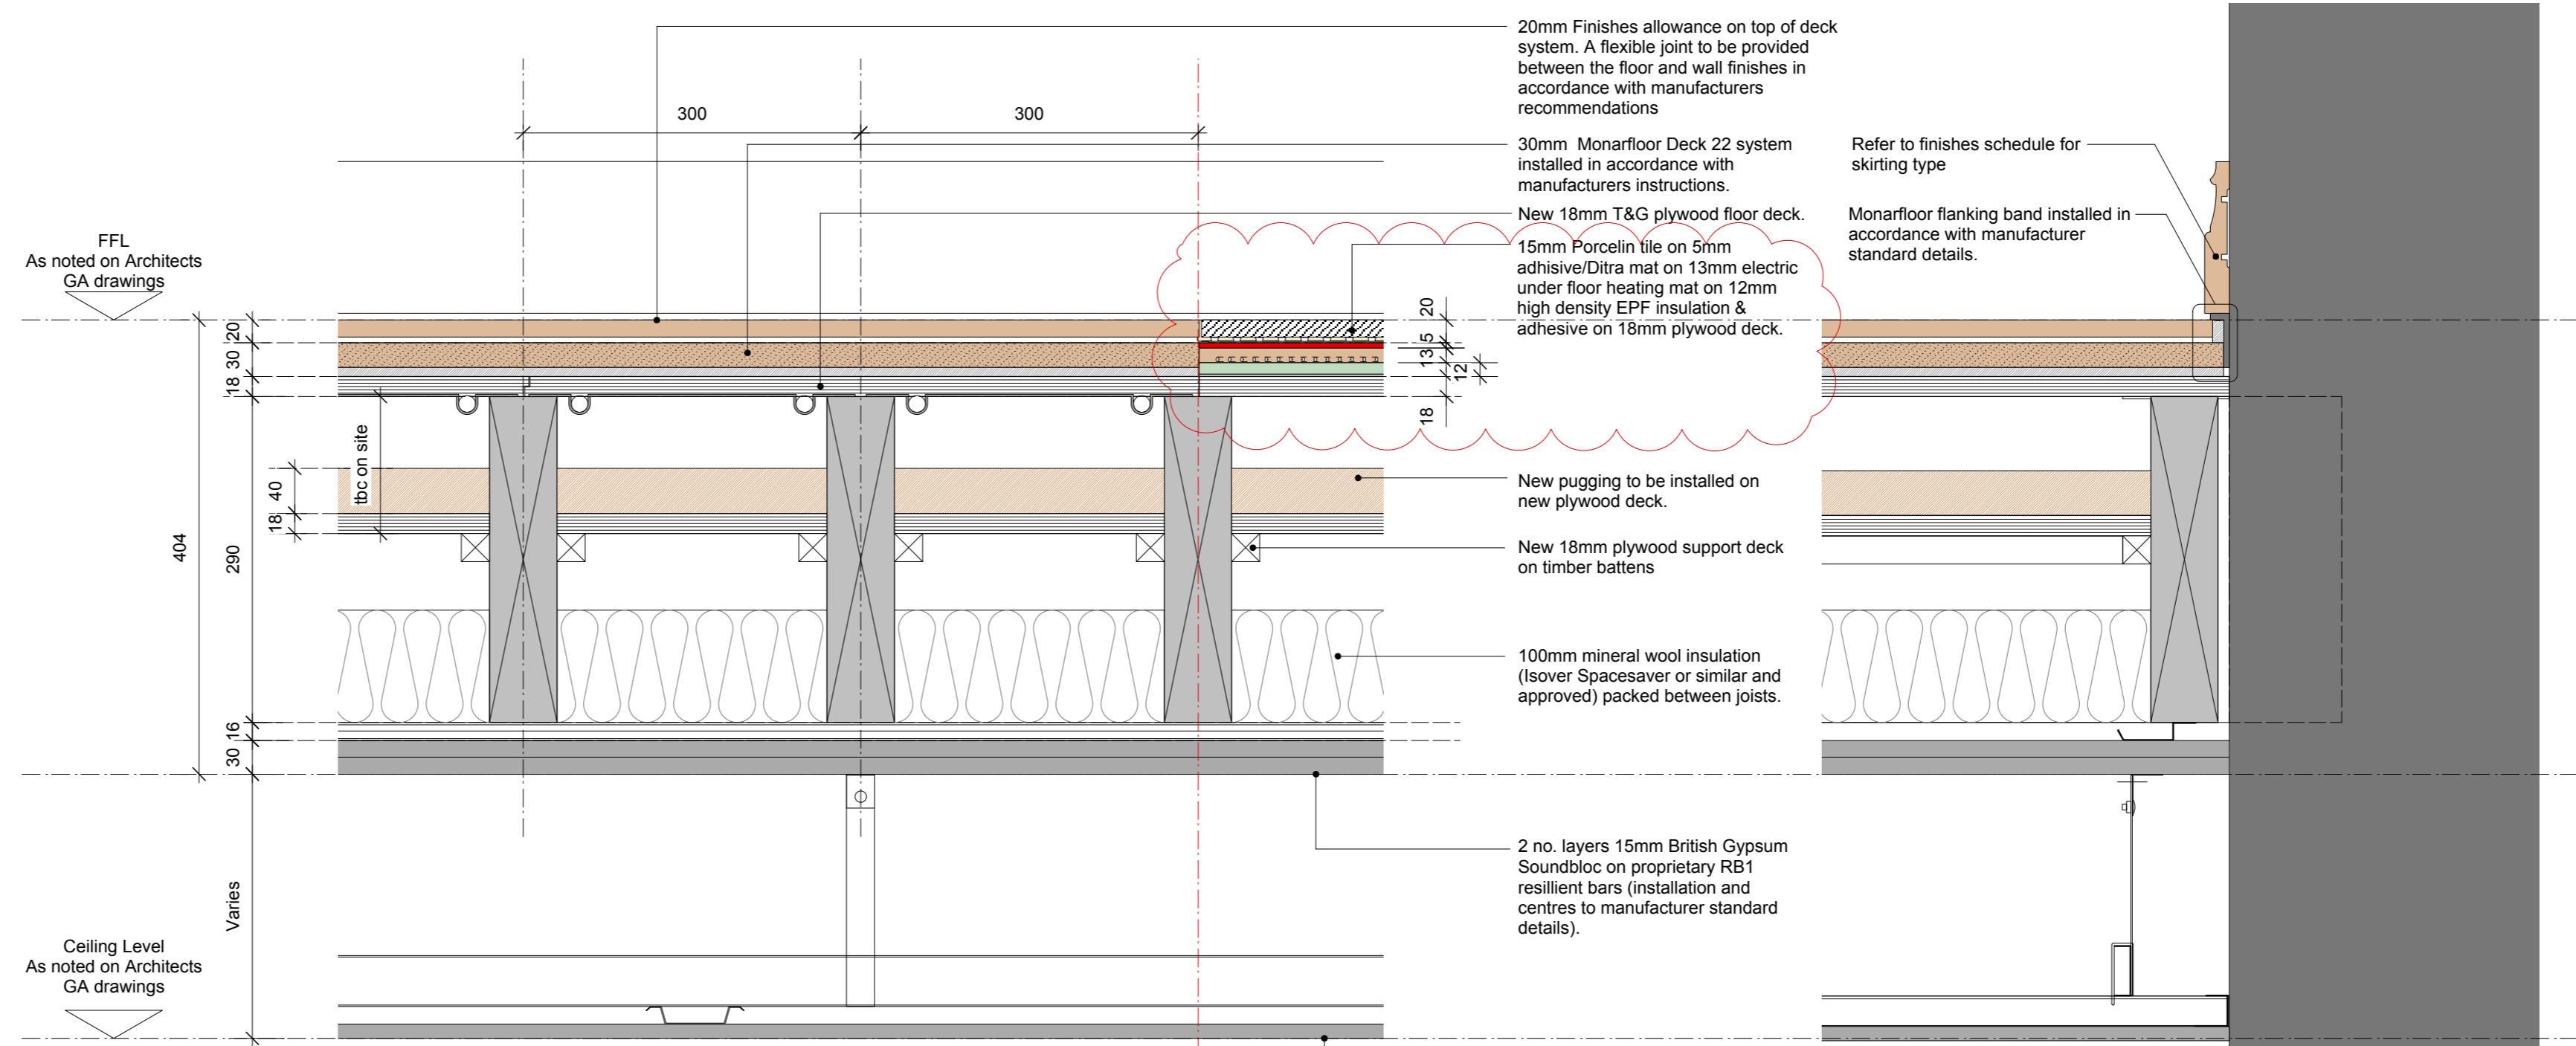 20mm Finishes allowance on top of deck
system. A flexible joint to be provided
between the floor and wall finishes in
accordance with manufacturers
recommendations
300
300
30mm Monarfloor Deck 22 system
installed in accordance with
manufacturers instructions.
Refer to finishes schedule for
skirting type
New 18mm T&G plywood floor deck.
Monarfloor flanking band installed in
accordance with manufacturer
standard details.
15mm Porcelin tile on 5mm
adhisive/Ditra mat on 13mm electric
under floor heating mat on 12mm
high density EPF insulation &
adhesive on 18mm plywood deck.
FFL
As noted on Architects
GA drawings
20
30
18
20
5
13
12
18
tbc on site
40
18
404
290
New pugging to be installed on
new plywood deck.
New 18mm plywood support deck
on timber battens
100mm mineral wool insulation
(Isover Spacesaver or similar and
approved) packed between joists.
16
30
2 no. layers 15mm British Gypsum
Soundbloc on proprietary RB1
resillient bars (installation and
centres to manufacturer standard
details).
Varies
Ceiling Level
As noted on Architects
GA drawings